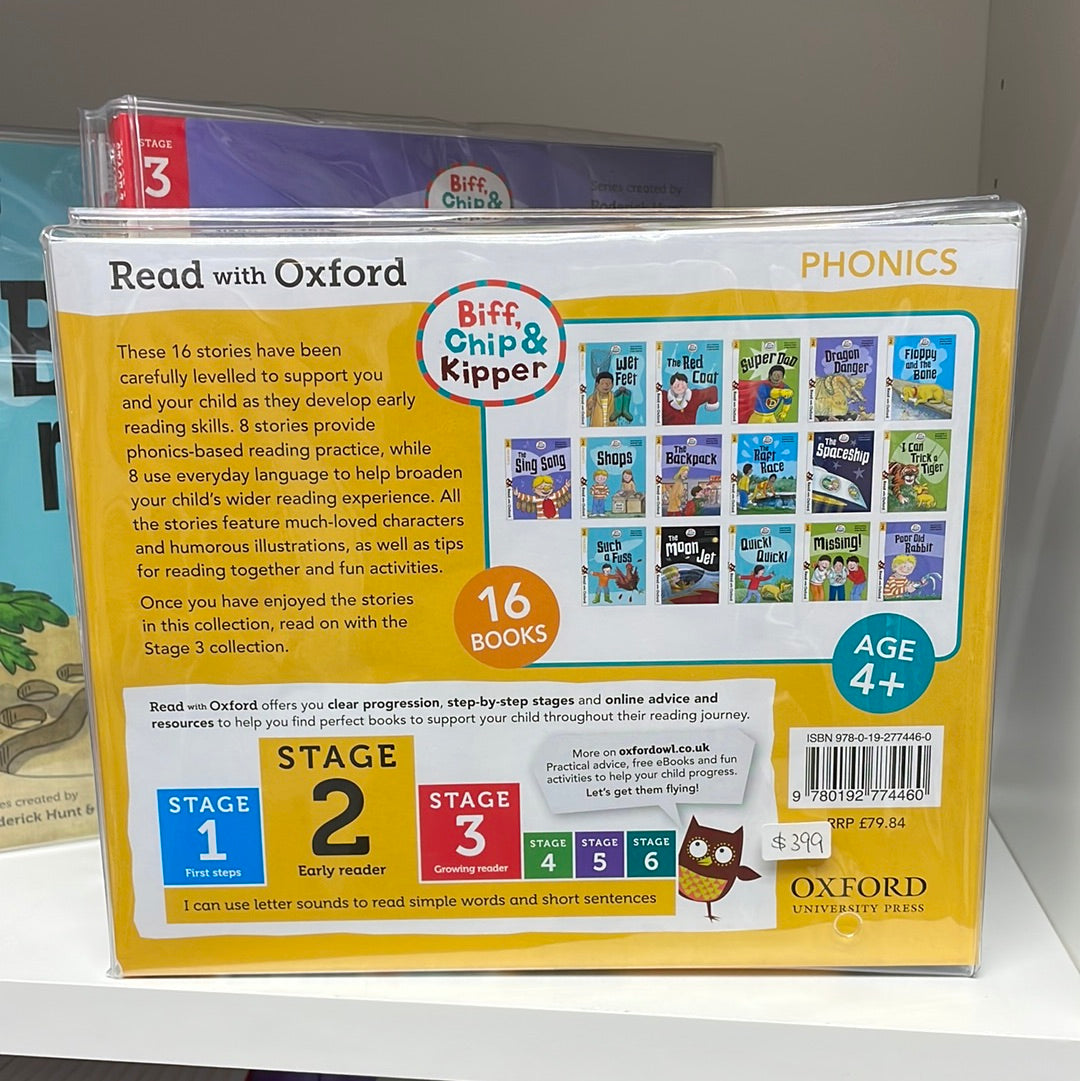 STAGE
3
Biff,
Chip &
Series created by
Roderick Hunt
Read with Oxford
PHONICS
Biff,
Chip &
Kipper
These 16 stories have been
carefully levelled to support you
and your child as they develop early
reading skills. 8 stories provide
phonics-based reading practice, while
8 use everyday language to help broaden
your child's wider reading experience. All
the stories feature much-loved characters
and humorous illustrations, as well as tips
for reading together and fun activities.
Once you have enjoyed the stories
in this collection, read on with the
Stage 3 collection.
Wet
Feet
The Red
Coat
Super Dad
Dragon
Danger
Floppy
and the
Bone
The
Sing Song
Shops
The
Backpack
The
Raft
Race
The
Spaceship
I Can
Trick a
Tiger
Such
a Fuss
The
Moon
Jet
Quick!
Quick!
Missing!
Poor Old
Rabbit
16
BOOKS
AGE
4+
Read with Oxford offers you clear progression, step-by-step stages and online advice and
resources to help you find perfect books to support your child throughout their reading journey.
STAGE
1
First steps
STAGE
2
Early reader
STAGE
3
Growing reader
STAGE
4
STAGE
5
STAGE
6
I can use letter sounds to read simple words and short sentences
More on oxfordowl.co.uk
Practical advice, free eBooks and fun
activities to help your child progress.
Let's get them flying!
ISBN 978-0-19-277446-0
9 780192 774460
RRP £79.84
$399
OXFORD
UNIVERSITY PRESS
es created by
derick Hunt &